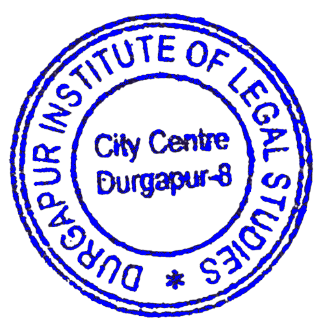 DURGAPUR INSTITUTE OF LEGAL STUDIES *
City Centre
Durgapur-8